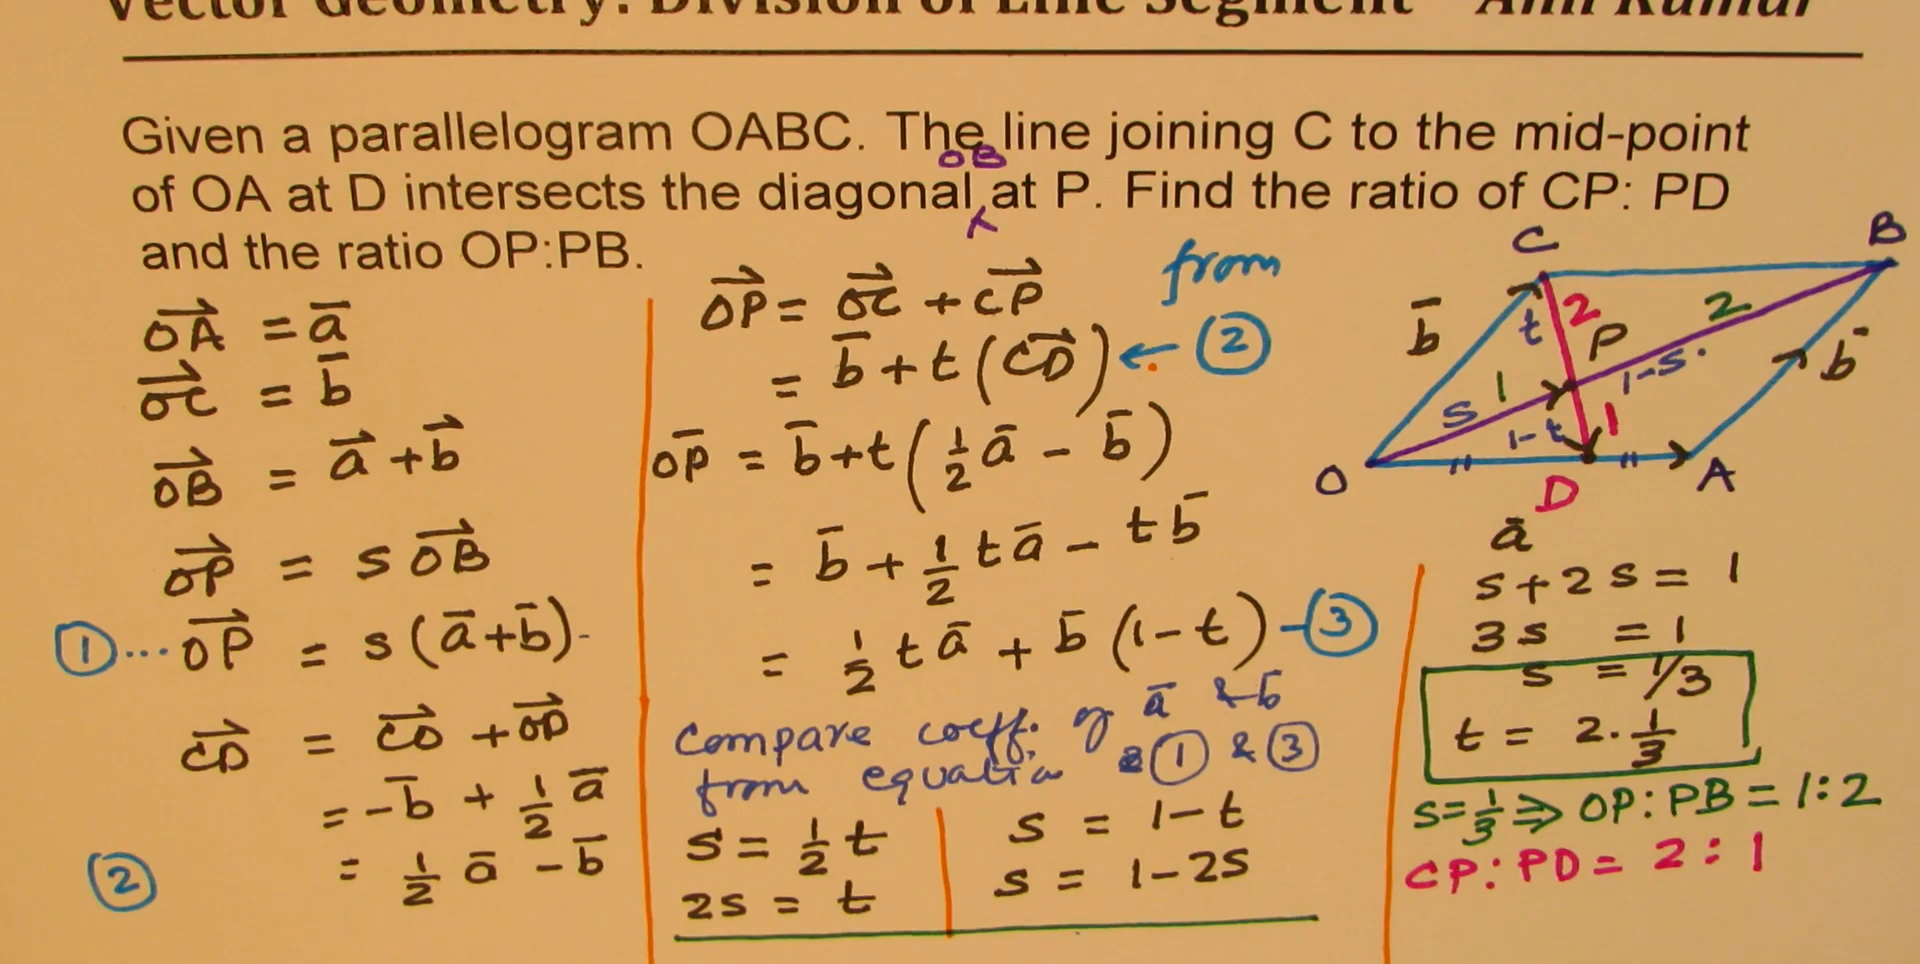 Vector Geometry: Division of Line Segment Anil Kumar
Given a parallelogram OABC. The line joining C to the mid-point
OB
of OA at D intersects the diagonal at P. Find the ratio of CP: PD
and the ratio OP:PB.
OA = a
OC = b
OB = a + b
OP = s OB
① ... OP = s(a + b)
CD = CO + OD
= -b + 1/2 a
② = 1/2 a - b
OP = OC + CP
from
= b + t(CD) ← ②
OP = b + t(1/2 a - b)
= b + 1/2 ta - tb
= 1/2 ta + b(1-t) - ③
Compare coeff. of a & b
from equation ① & ③
s = 1/2 t
2s = t
s = 1-t
s = 1-2s
C
B
b
t
2
P
2
1-s
b
s
1
1-t
1
O
D
A
a
s + 2s = 1
3s = 1
s = 1/3
t = 2. 1/3
s = 1/3 ⇒ OP: PB = 1:2
CP: PD = 2:1